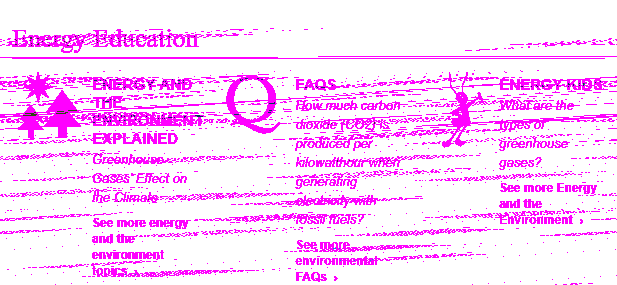 Energy Education
ENERGY AND
THE
ENVIRONMENT
EXPLAINED
Greenhouse
Gases' Effect on
the Climate
See more energy
and the
environment
topics ›
Q
FAQS
How much carbon
dioxide (CO2) is
produced per
kilowatthour when
generating
electricity with
fossil fuels?
See more
environmental
FAQs ›
ENERGY KIDS
What are the
types of
greenhouse
gases?
See more Energy
and the
Environment ›